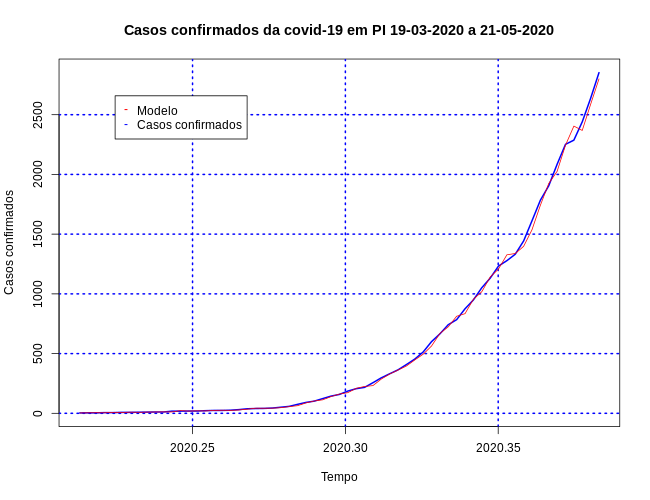 Casos confirmados da covid-19 em PI 19-03-2020 a 21-05-2020
Modelo
Casos confirmados
Casos confirmados
2500
2000
1500
1000
500
0
2020.25 2020.30 2020.35
Tempo